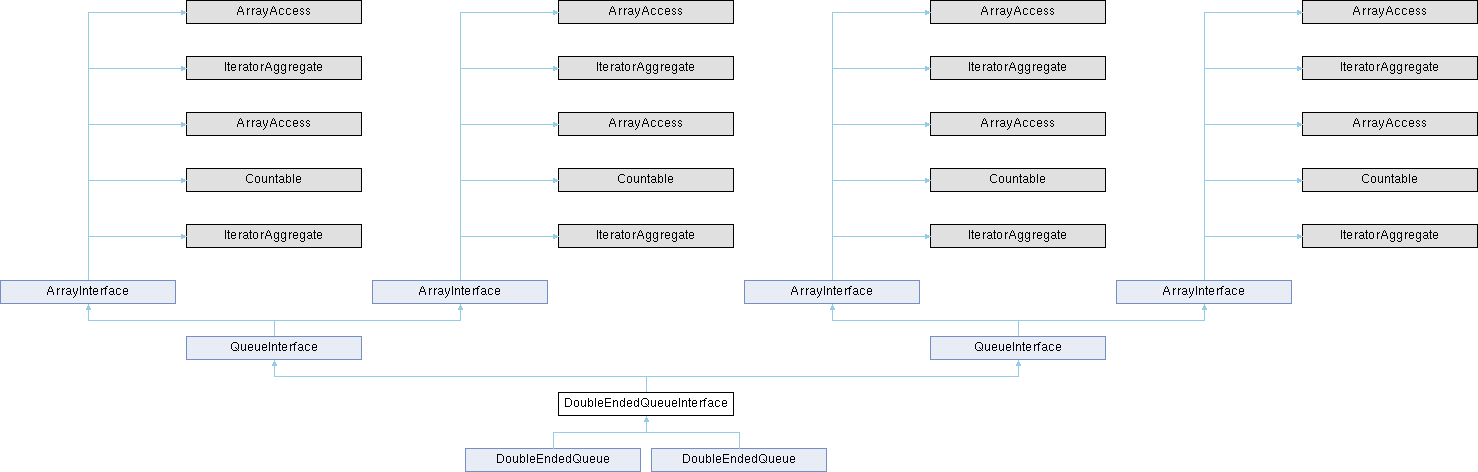 ArrayAccess ArrayAccess ArrayAccess ArrayAccess
IteratorAggregate IteratorAggregate IteratorAggregate IteratorAggregate
ArrayAccess ArrayAccess ArrayAccess ArrayAccess
Countable Countable Countable Countable
IteratorAggregate IteratorAggregate IteratorAggregate IteratorAggregate
ArrayInterface ArrayInterface ArrayInterface ArrayInterface
QueueInterface QueueInterface
DoubleEndedQueueInterface
DoubleEndedQueue DoubleEndedQueue